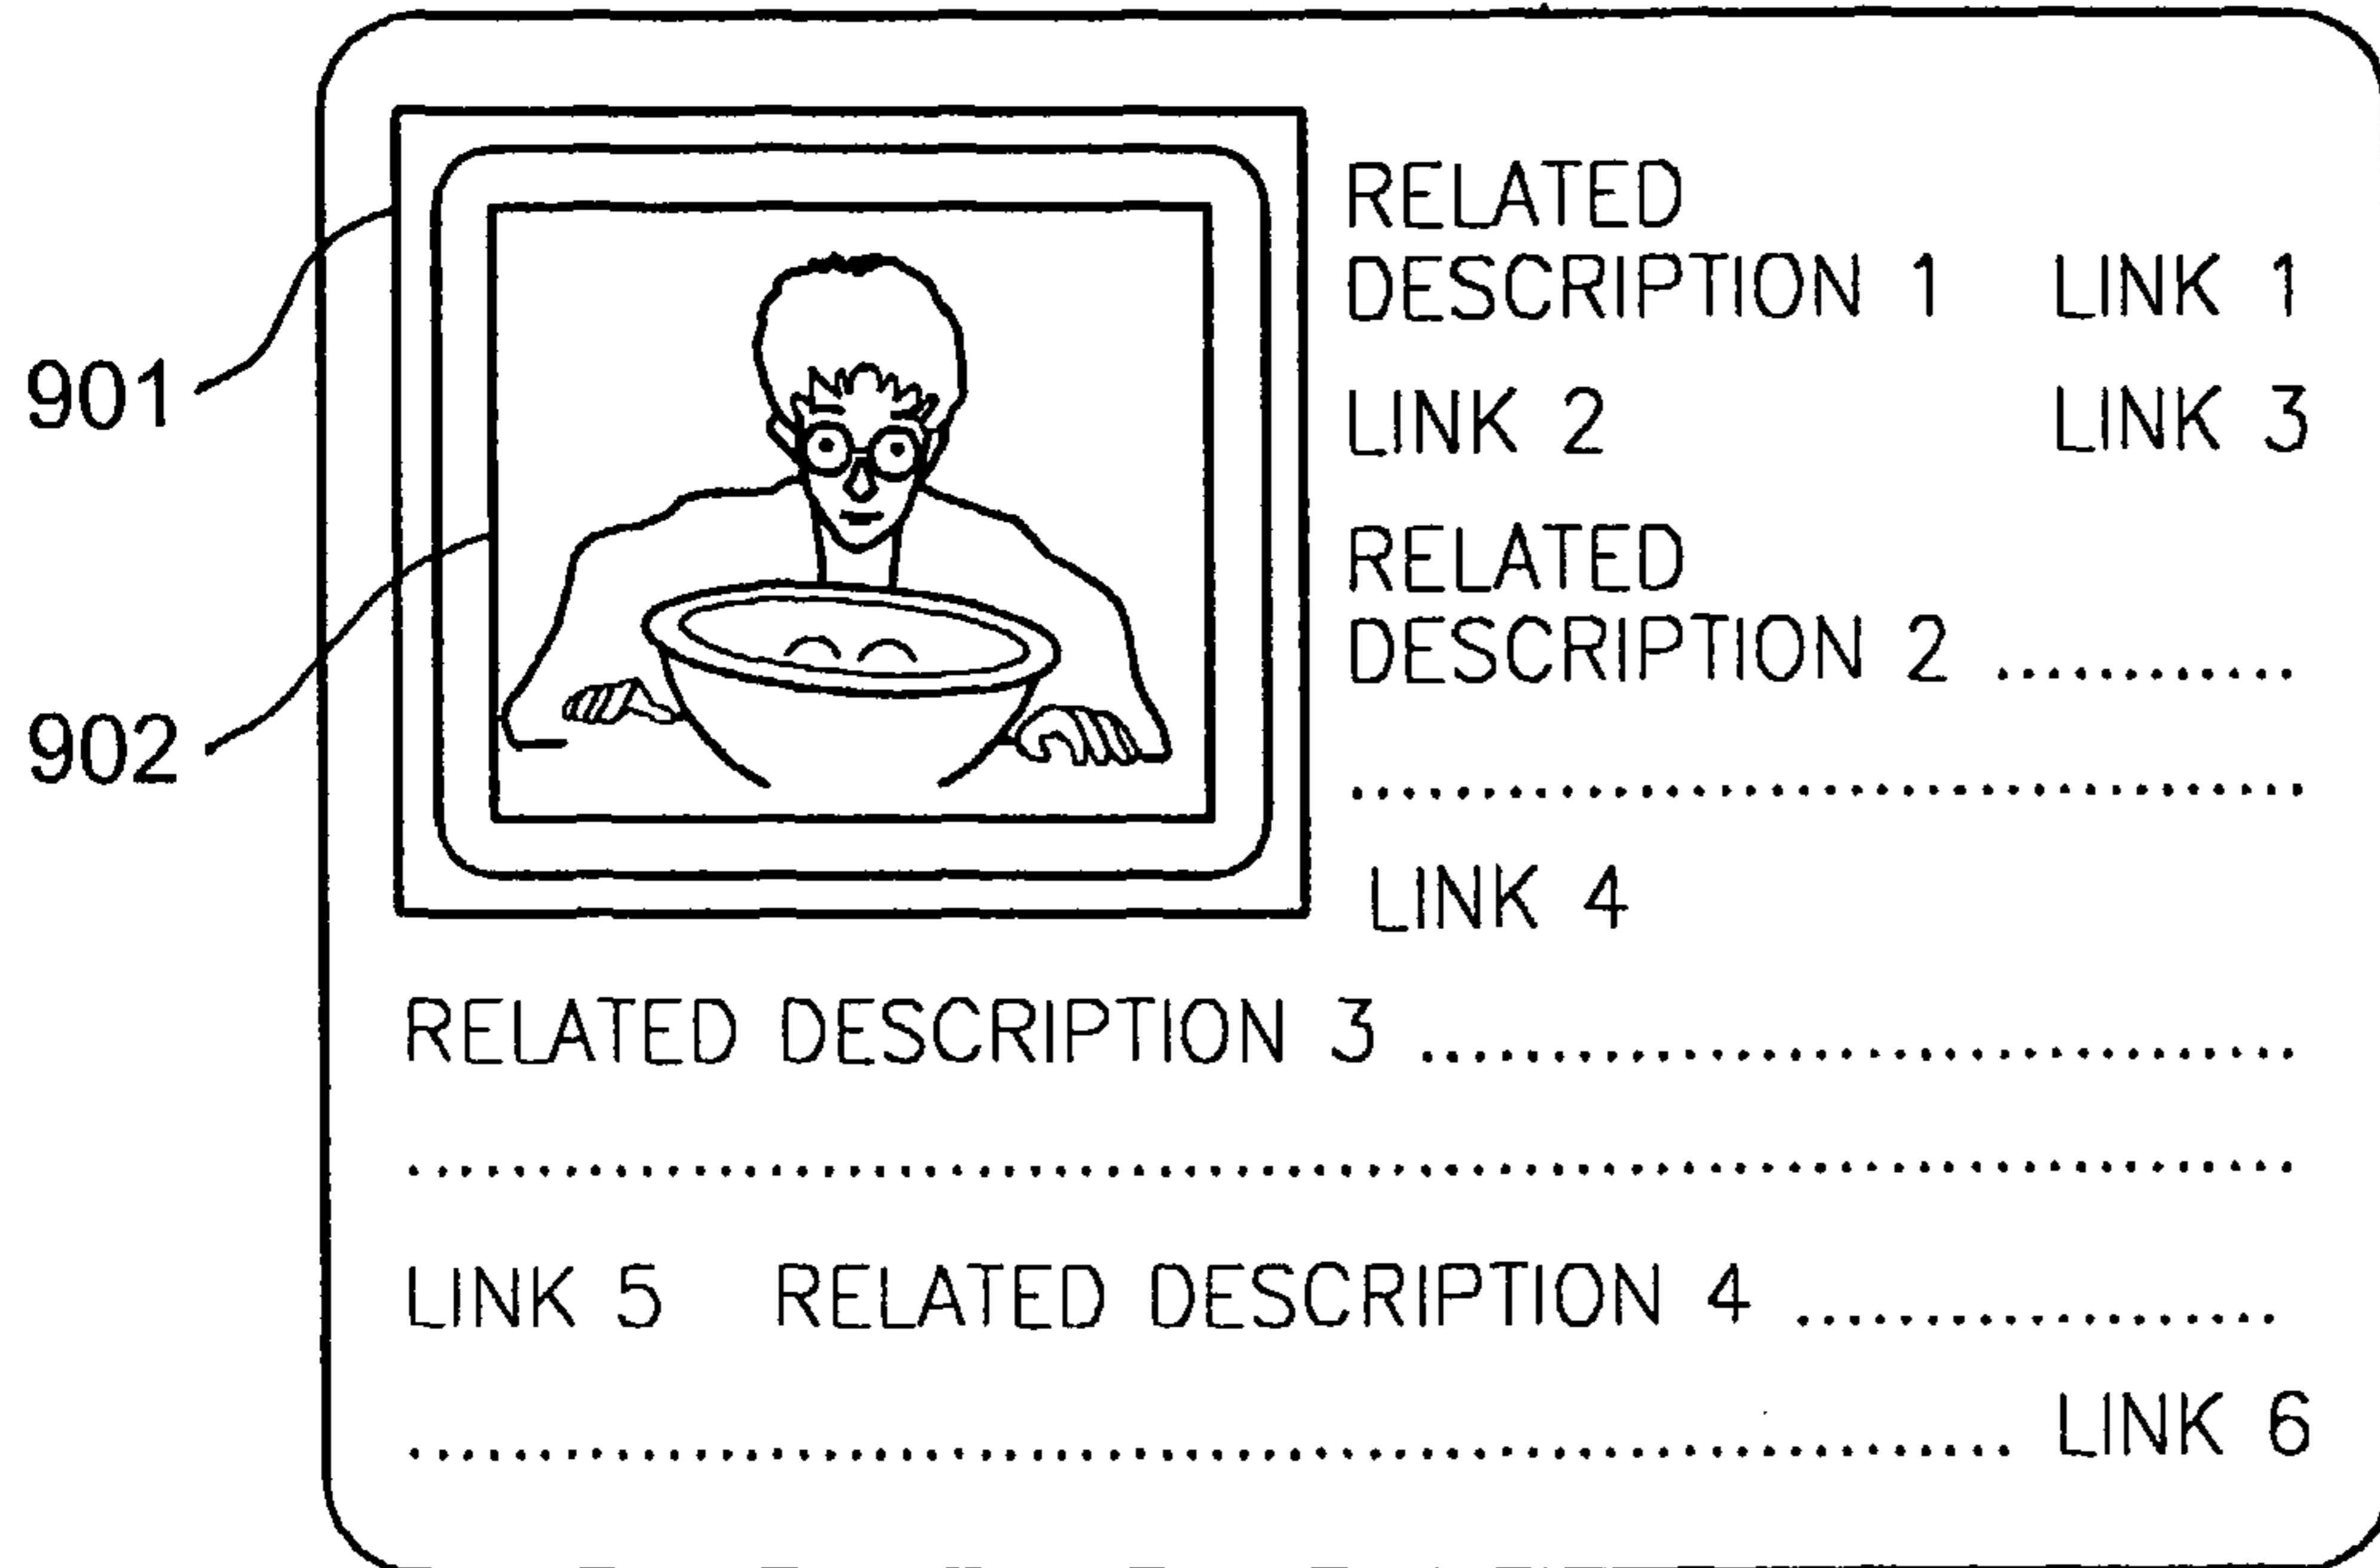 RELATED
DESCRIPTION 1 LINK 1
901
LINK 2 LINK 3
RELATED
DESCRIPTION 2 ............
902
.....................................
LINK 4
RELATED DESCRIPTION 3 ..................................
.........................................................................
LINK 5 RELATED DESCRIPTION 4 ...................
.............................................................. LINK 6